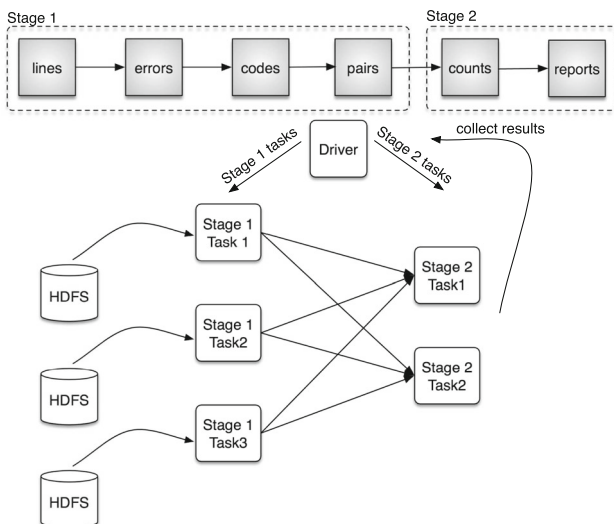 Stage 1
Stage 2
lines
errors
codes
pairs
counts
reports
Driver
collect results
Stage 1 tasks
Stage 2 tasks
Stage 1
Task 1
HDFS
Stage 2
Task1
Stage 1
Task2
HDFS
Stage 2
Task2
Stage 1
Task3
HDFS